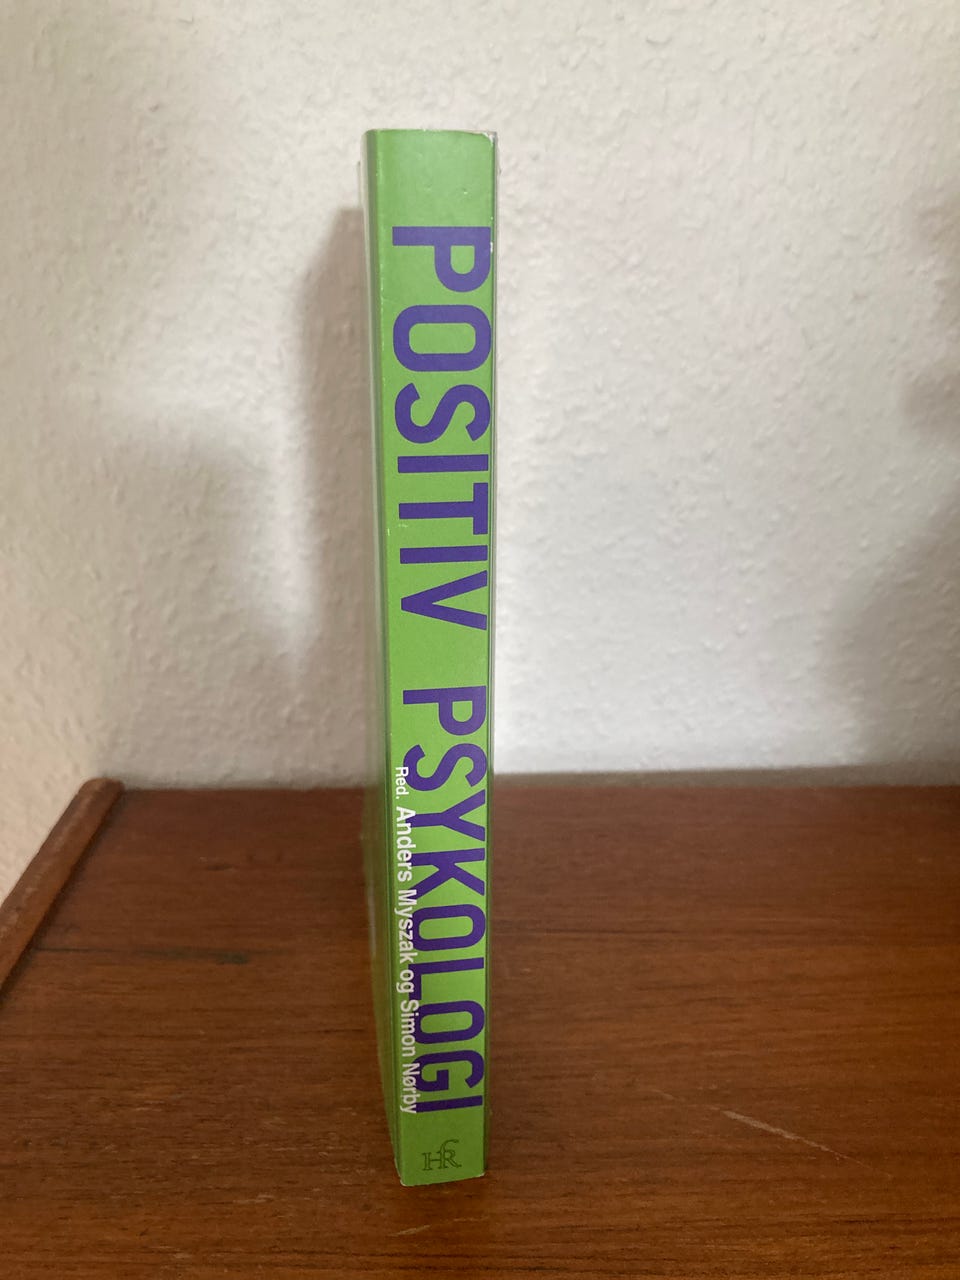 POSITIV PSYKOLOGI
Red. Anders Myszak og Simon Nørby
HR